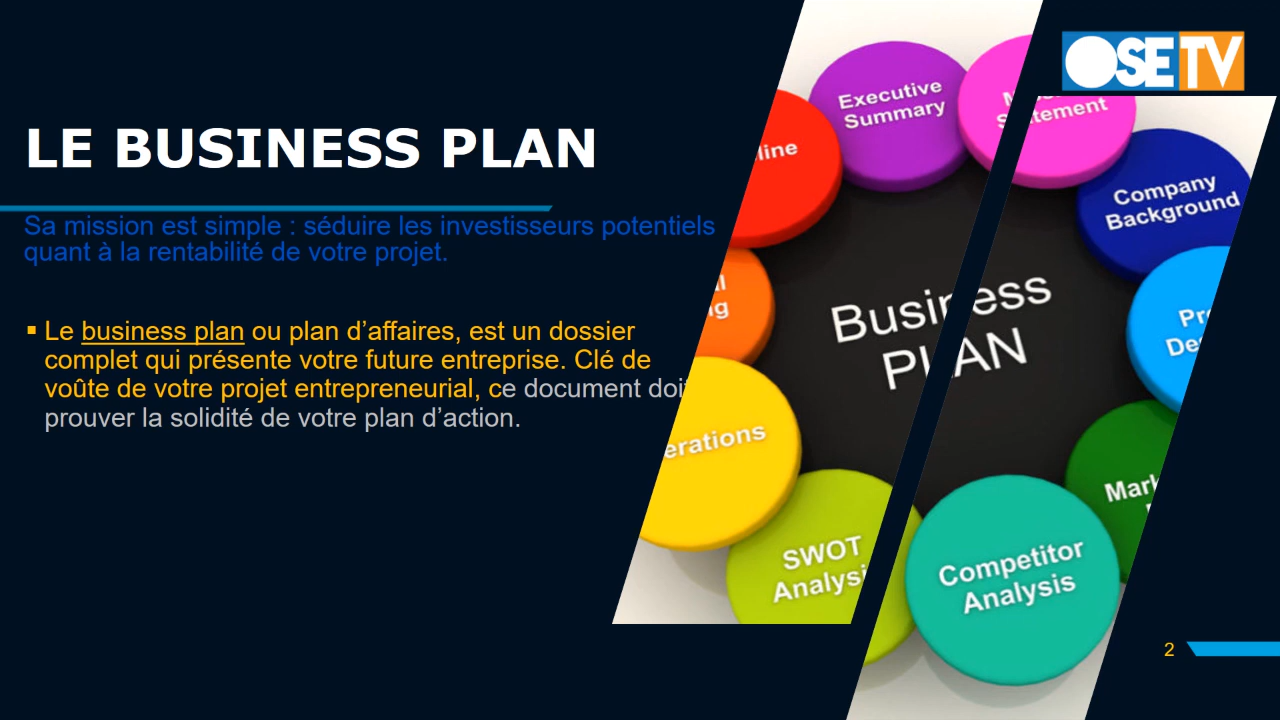 OSETV
LE BUSINESS PLAN
Sa mission est simple : séduire les investisseurs potentiels
quant à la rentabilité de votre projet.
▪ Le business plan ou plan d’affaires, est un dossier
complet qui présente votre future entreprise. Clé de
voûte de votre projet entrepreneurial, ce document doit
prouver la solidité de votre plan d’action.
Executive
Summary
Company
Background
Business
PLAN
SWOT
Competitor
Analysis
2